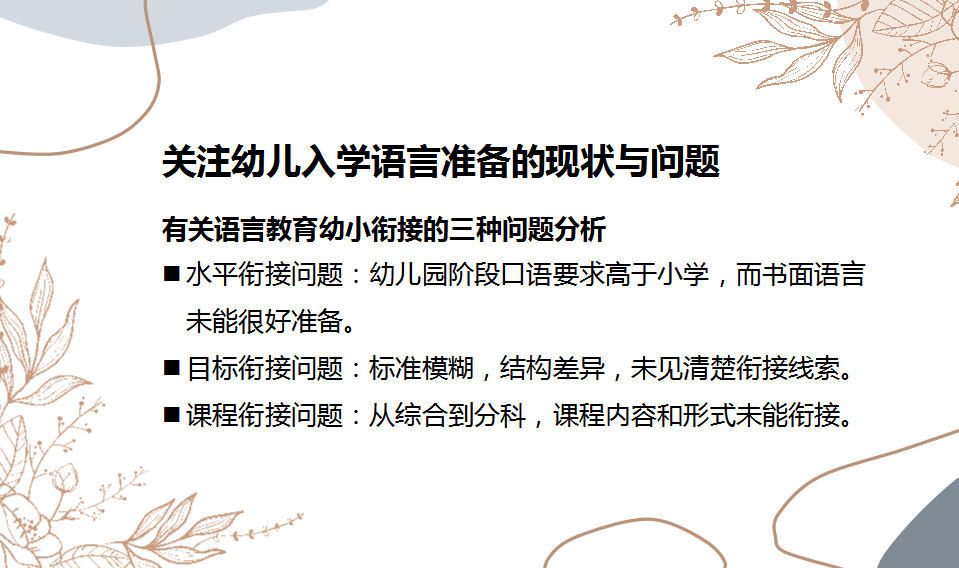 关注幼儿入学语言准备的现状与问题
有关语言教育幼小衔接的三种问题分析
■ 水平衔接问题：幼儿园阶段口语要求高于小学，而书面语言
未能很好准备。
■ 目标衔接问题：标准模糊，结构差异，未见清楚衔接线索。
■ 课程衔接问题：从综合到分科，课程内容和形式未能衔接。